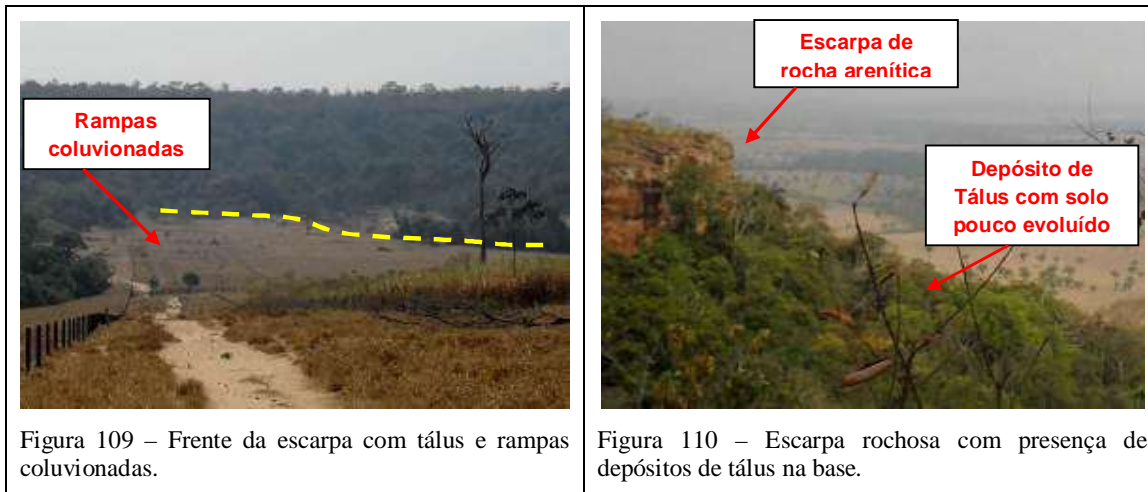 Rampas
coluvionadas
Figura 109 – Frente da escarpa com tálus e rampas
coluvionadas.
Escarpa de
rocha arenítica
Depósito de
Tálus com solo
pouco evoluído
Figura 110 – Escarpa rochosa com presença de
depósitos de tálus na base.